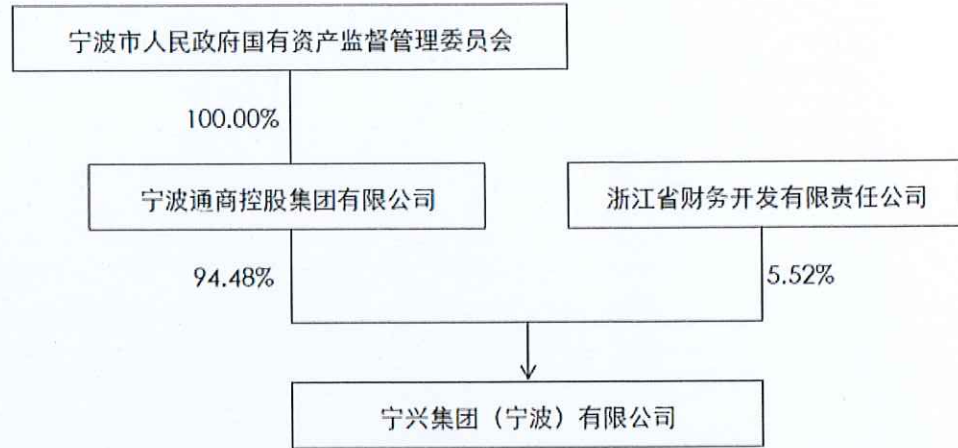 宁波市人民政府国有资产监督管理委员会
100.00%
宁波通商控股集团有限公司
浙江省财务开发有限责任公司
94.48%
5.52%
宁兴集团（宁波）有限公司